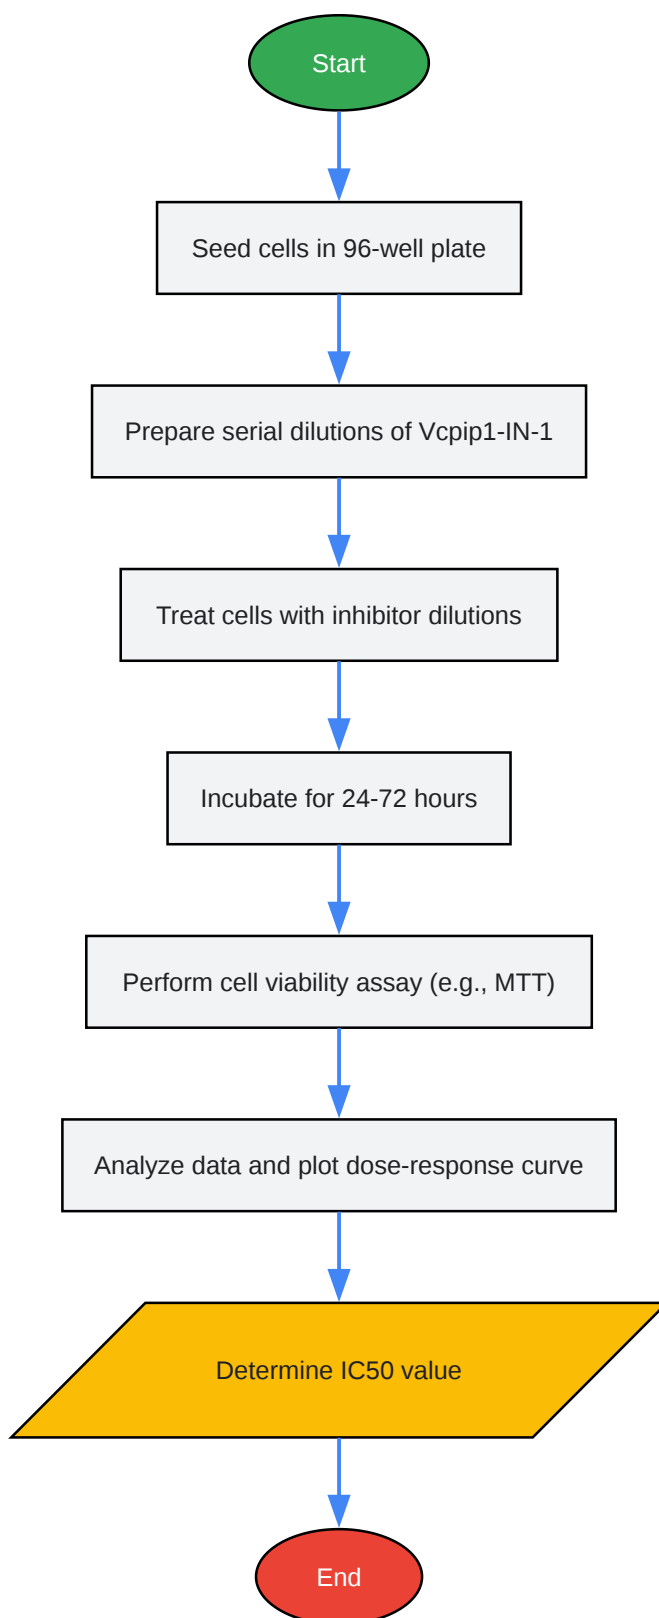 Start
Seed cells in 96-well plate
Prepare serial dilutions of Vcpip1-IN-1
Treat cells with inhibitor dilutions
Incubate for 24-72 hours
Perform cell viability assay (e.g., MTT)
Analyze data and plot dose-response curve
Determine IC50 value
End